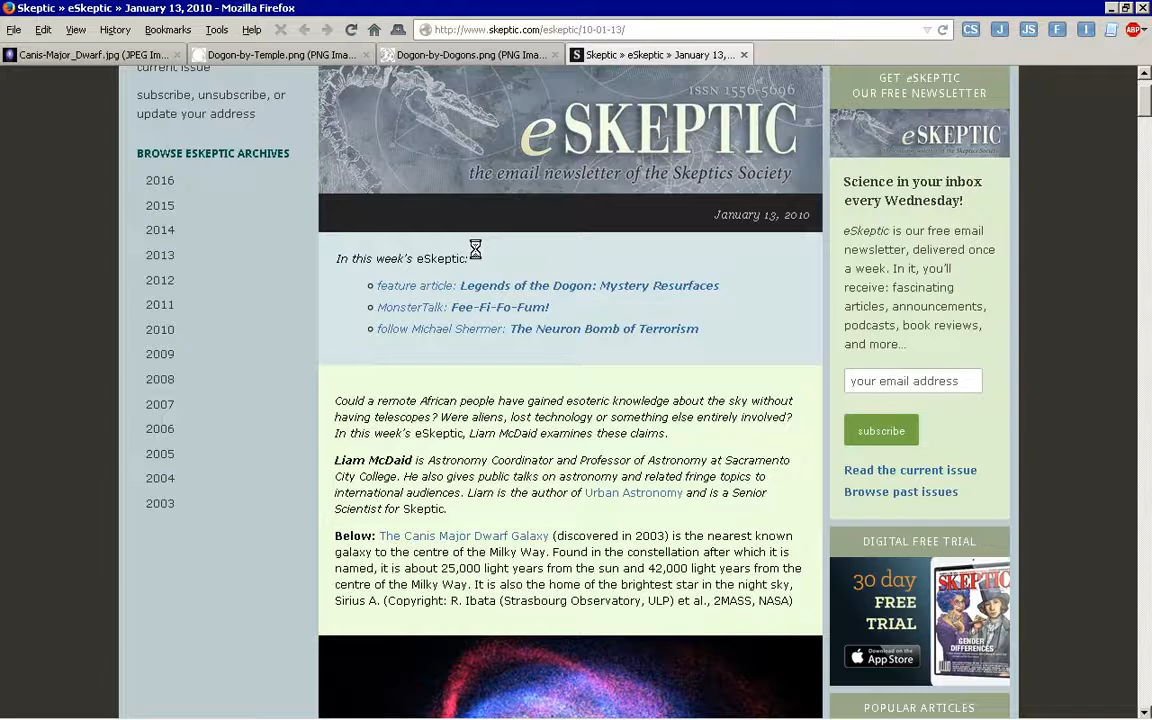 Skeptic » eSkeptic » January 13, 2010 - Mozilla Firefox
File Edit View History Bookmarks Tools Help
http://www.skeptic.com/eskeptic/10-01-13/
CS J JS F I ABP
Canis-Major_Dwarf.jpg (JPEG Im...
Dogon-by-Temple.png (PNG Ima...
Dogon-by-Dogons.png (PNG Ima...
S Skeptic » eSkeptic » January 13,...
current issue
subscribe, unsubscribe, or
update your address
BROWSE ESKEPTIC ARCHIVES
2016
2015
2014
2013
2012
2011
2010
2009
2008
2007
2006
2005
2004
2003
ISSN 1556-5696
eSKEPTIC
the email newsletter of the Skeptics Society
January 13, 2010
In this week's eSkeptic:
feature article: Legends of the Dogon: Mystery Resurfaces
MonsterTalk: Fee-Fi-Fo-Fum!
follow Michael Shermer: The Neuron Bomb of Terrorism
Could a remote African people have gained esoteric knowledge about the sky without
having telescopes? Were aliens, lost technology or something else entirely involved?
In this week's eSkeptic, Liam McDaid examines these claims.
Liam McDaid is Astronomy Coordinator and Professor of Astronomy at Sacramento
City College. He also gives public talks on astronomy and related fringe topics to
international audiences. Liam is the author of Urban Astronomy and is a Senior
Scientist for Skeptic.
Below: The Canis Major Dwarf Galaxy (discovered in 2003) is the nearest known
galaxy to the centre of the Milky Way. Found in the constellation after which it is
named, it is about 25,000 light years from the sun and 42,000 light years from the
centre of the Milky Way. It is also the home of the brightest star in the night sky,
Sirius A. (Copyright: R. Ibata (Strasbourg Observatory, ULP) et al., 2MASS, NASA)
GET eSKEPTIC
OUR FREE NEWSLETTER
eSKEPTIC
Science in your inbox
every Wednesday!
eSkeptic is our free email
newsletter, delivered once
a week. In it, you'll
receive: fascinating
articles, announcements,
podcasts, book reviews,
and more...
your email address
subscribe
Read the current issue
Browse past issues
DIGITAL FREE TRIAL
30 day
FREE
TRIAL
Download on the
App Store
SKEPTIC
GENDER
DIFFERENCES
POPULAR ARTICLES